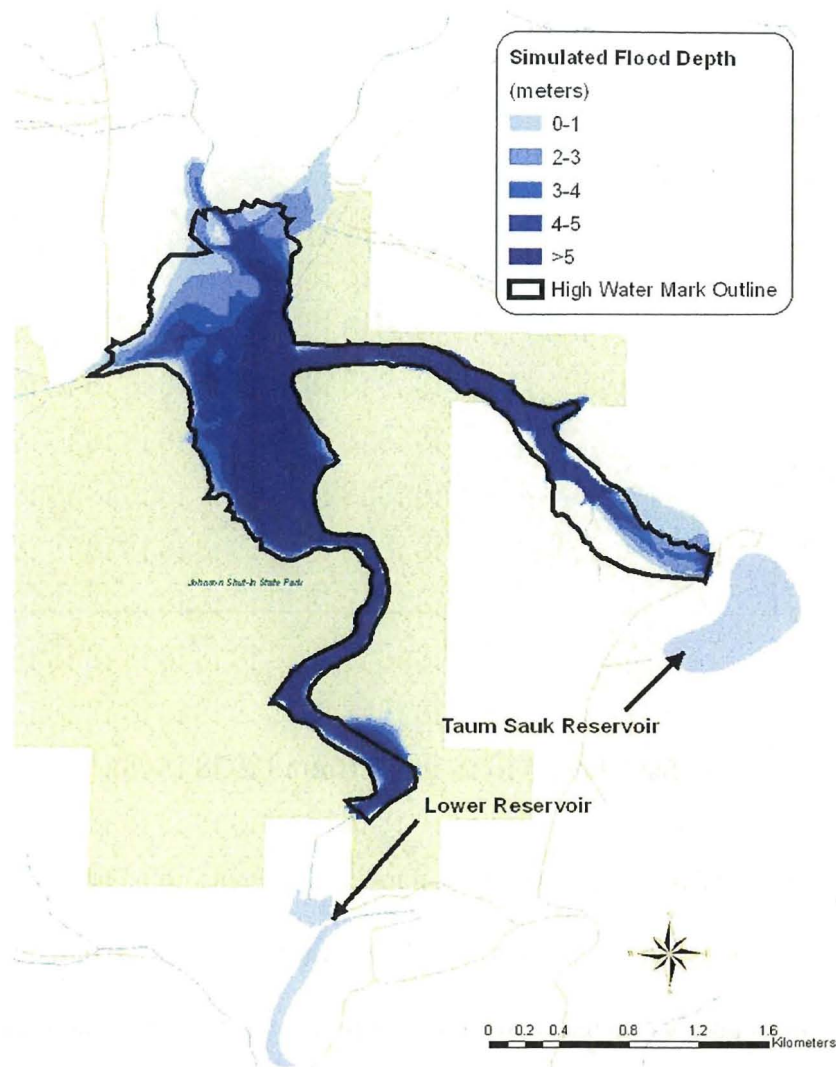 Simulated Flood Depth
(meters)
0-1
2-3
3-4
4-5
>5
High Water Mark Outline
Johnson Shut-In State Park
Taum Sauk Reservoir
Lower Reservoir
0 0.2 0.4 0.8 1.2 1.6
Kilometers